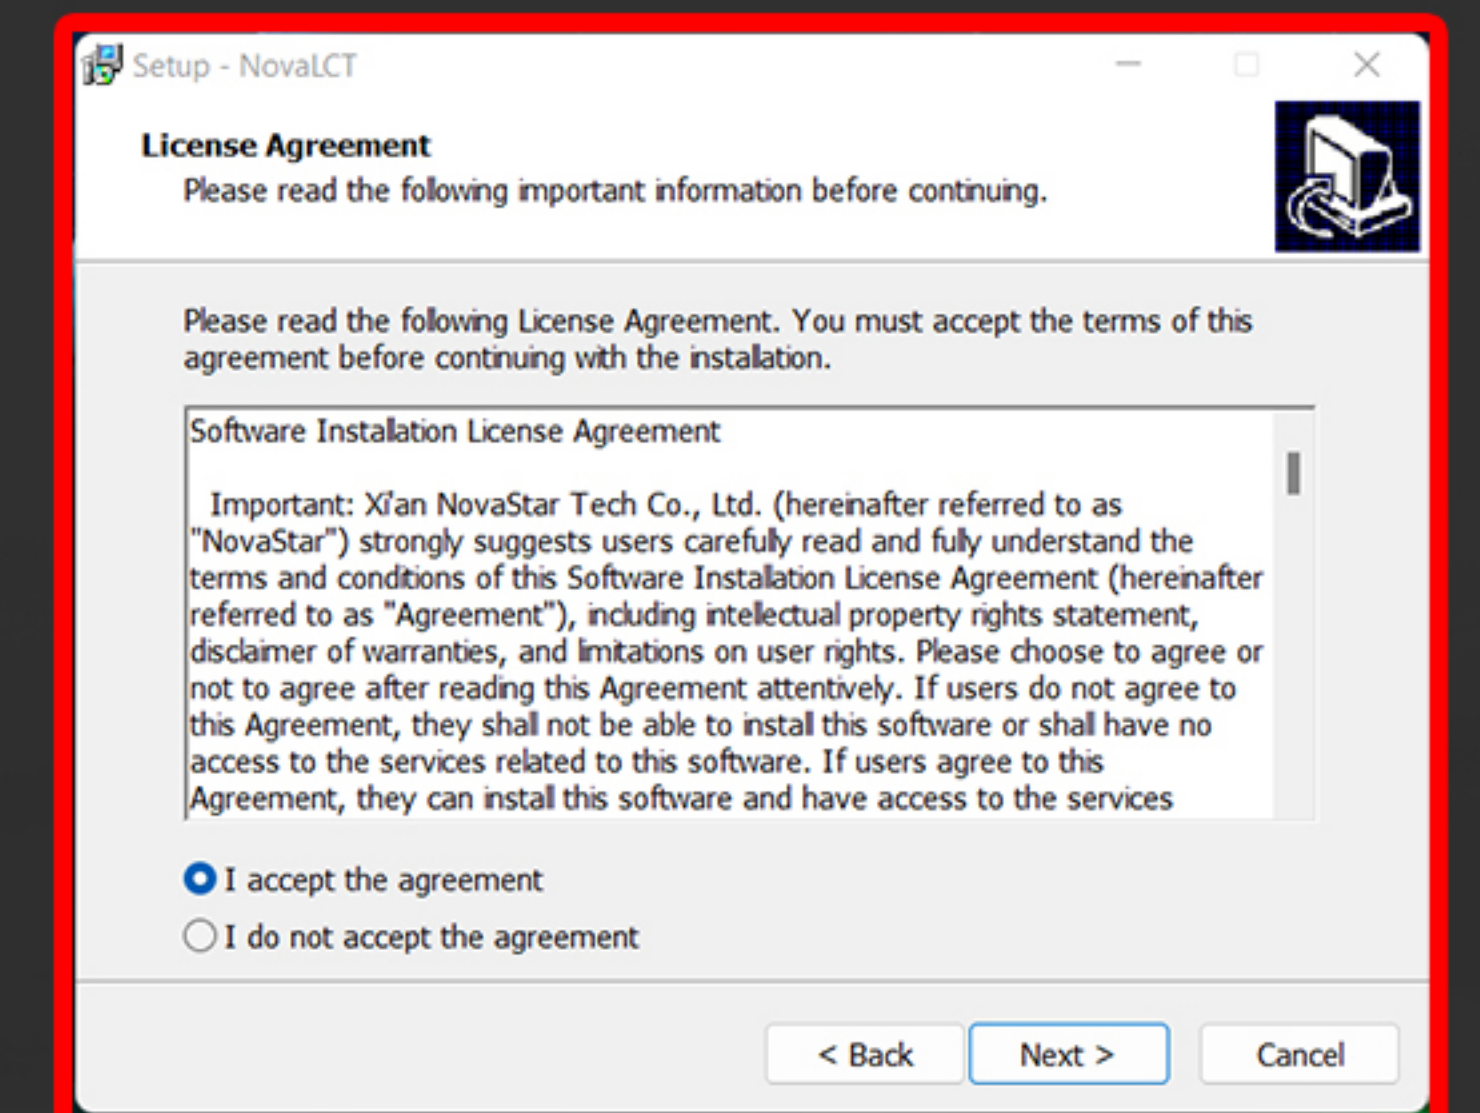 Setup - NovaLCT
License Agreement
Please read the following important information before continuing.
Please read the following License Agreement. You must accept the terms of this
agreement before continuing with the installation.
Software Installation License Agreement
Important: Xi'an NovaStar Tech Co., Ltd. (hereinafter referred to as
"NovaStar") strongly suggests users carefully read and fully understand the
terms and conditions of this Software Installation License Agreement (hereinafter
referred to as "Agreement"), including intellectual property rights statement,
disclaimer of warranties, and limitations on user rights. Please choose to agree or
not to agree after reading this Agreement attentively. If users do not agree to
this Agreement, they shall not be able to install this software or shall have no
access to the services related to this software. If users agree to this
Agreement, they can install this software and have access to the services
I accept the agreement
I do not accept the agreement
< Back Next > Cancel